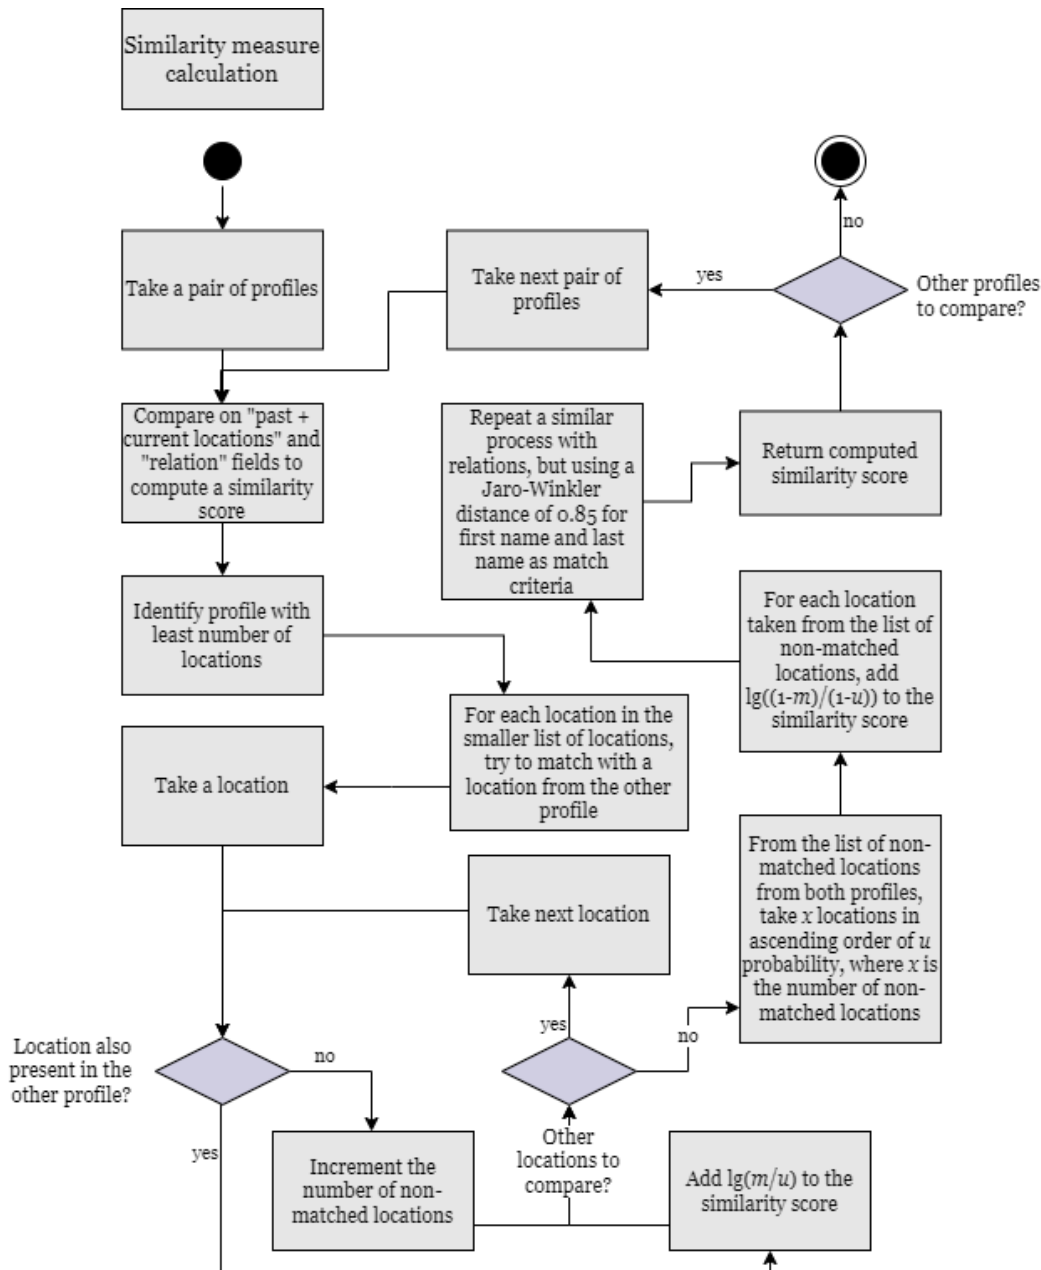 Similarity measure
calculation
Take a pair of profiles
Take next pair of
profiles
yes
no
Other profiles
to compare?
Compare on "past +
current locations" and
"relation" fields to
compute a similarity
score
Repeat a similar
process with
relations, but using a
Jaro-Winkler
distance of 0.85 for
first name and last
name as match
criteria
Return computed
similarity score
Identify profile with
least number of
locations
For each location
taken from the list of
non-matched
locations, add
lg((1-m)/(1-u)) to the
similarity score
For each location in the
smaller list of locations,
try to match with a
location from the other
profile
Take a location
From the list of non-
matched locations
from both profiles,
take x locations in
ascending order of u
probability, where x is
the number of non-
matched locations
Take next location
yes
no
Location also
present in the
other profile?
no
yes
Other
locations to
compare?
Increment the
number of non-
matched locations
Add lg(m/u) to the
similarity score